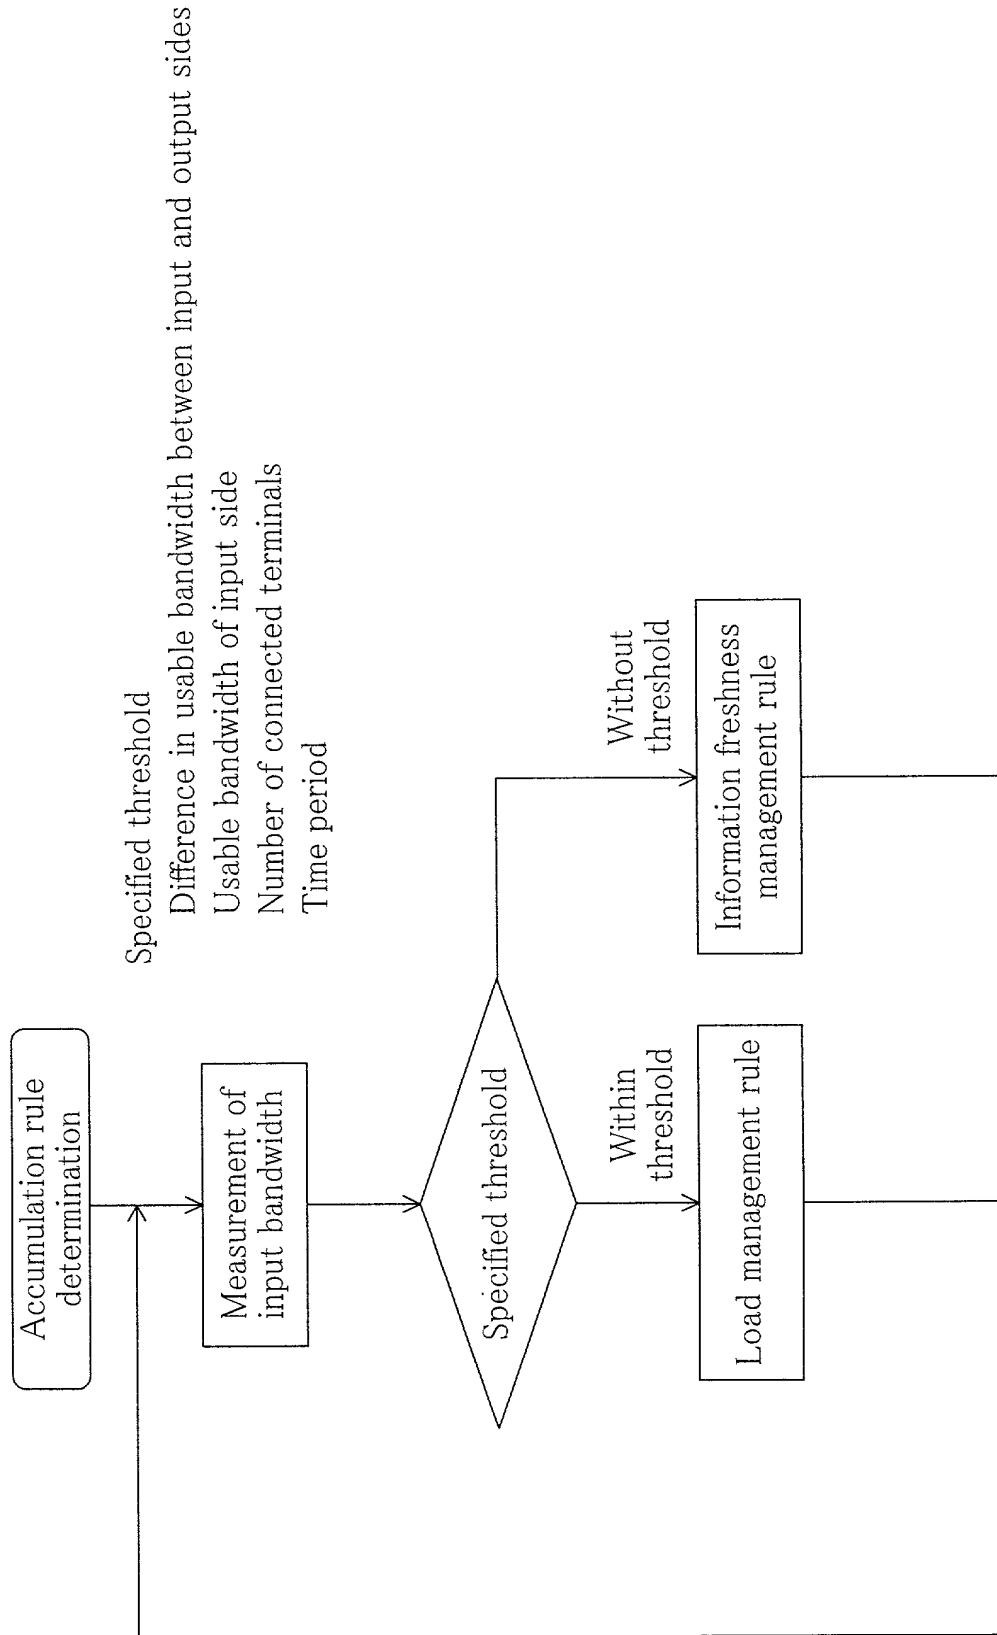 Accumulation rule
determination
Specified threshold
Difference in usable bandwidth between input and output sides
Usable bandwidth of input side
Number of connected terminals
Time period
Measurement of
input bandwidth
Specified threshold
Within
threshold
Without
threshold
Load management rule
Information freshness
management rule